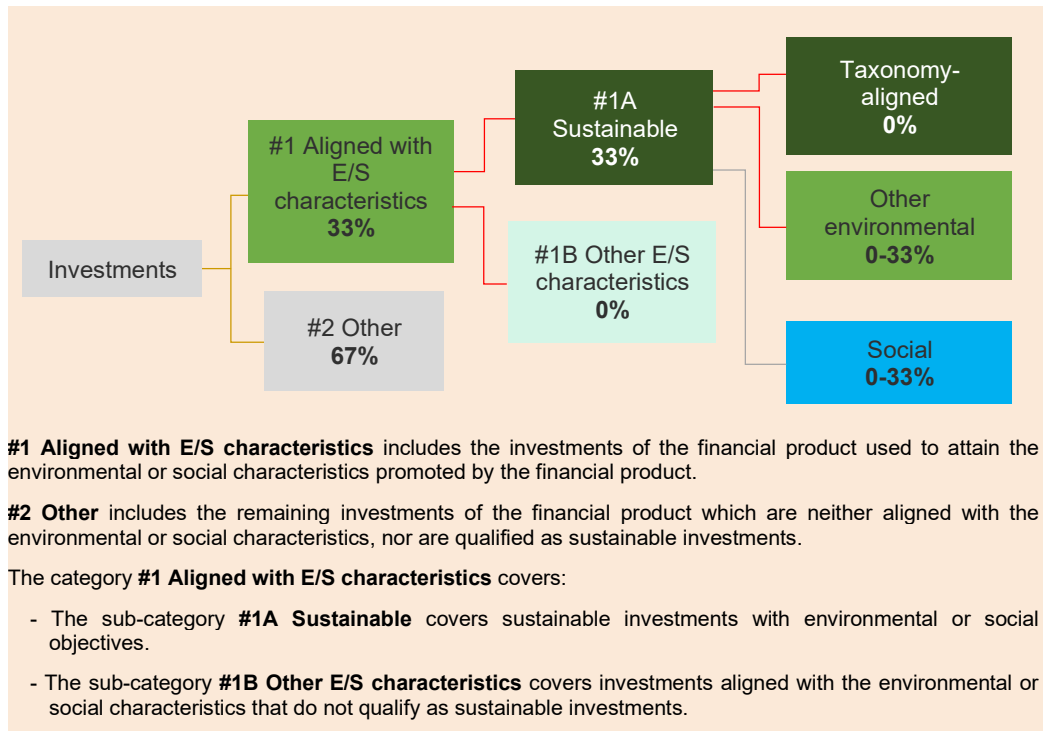 Investments
#1 Aligned with
E/S
characteristics
33%
#2 Other
67%
#1A
Sustainable
33%
#1B Other E/S
characteristics
0%
Taxonomy-
aligned
0%
Other
environmental
0-33%
Social
0-33%
#1 Aligned with E/S characteristics includes the investments of the financial product used to attain the
environmental or social characteristics promoted by the financial product.
#2 Other includes the remaining investments of the financial product which are neither aligned with the
environmental or social characteristics, nor are qualified as sustainable investments.
The category #1 Aligned with E/S characteristics covers:
- The sub-category #1A Sustainable covers sustainable investments with environmental or social
objectives.
- The sub-category #1B Other E/S characteristics covers investments aligned with the environmental or
social characteristics that do not qualify as sustainable investments.